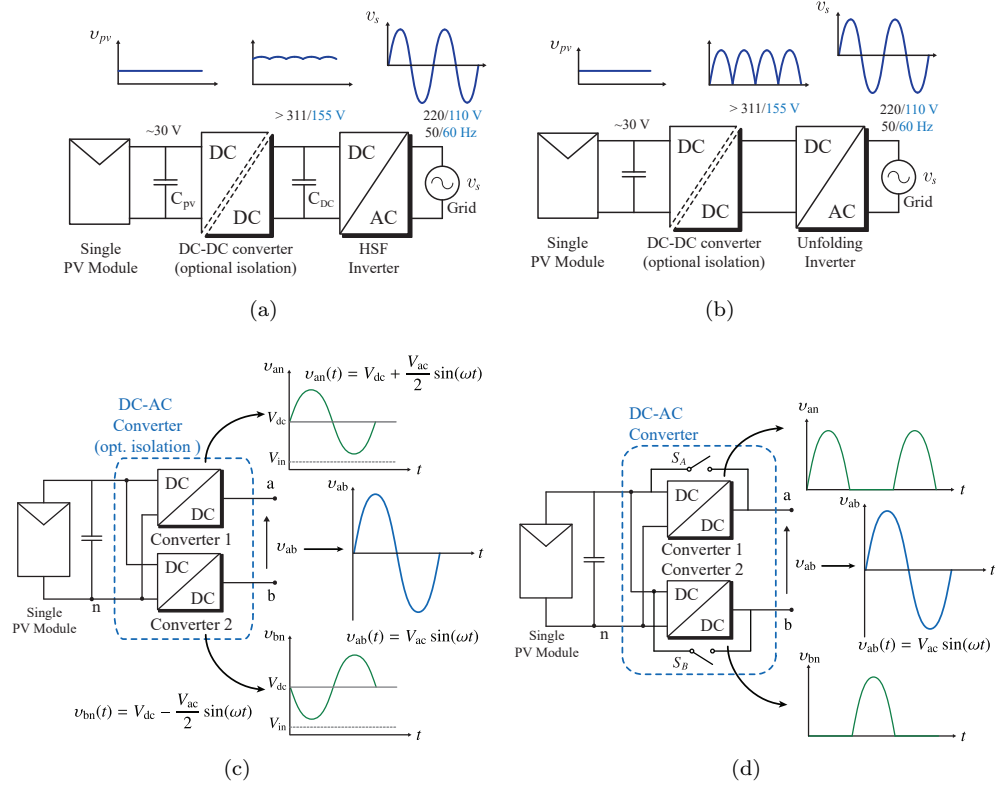 υpv
υs
~30 V
> 311/155 V
220/110 V
50/60 Hz
DC
DC
DC
AC
Cpv
CDC
υs
Grid
Single
PV Module
DC-DC converter
(optional isolation)
HSF
Inverter
(a)
υpv
υs
~30 V
> 311/155 V
220/110 V
50/60 Hz
DC
DC
DC
AC
υs
Grid
Single
PV Module
DC-DC converter
(optional isolation)
Unfolding
Inverter
(b)
υan
υan(t) = Vdc + Vac/2 sin(ωt)
Vdc
Vin
t
DC-AC
Converter
(opt. isolation )
DC
DC
Converter 1
DC
DC
Converter 2
a
υab
b
n
Single
PV Module
υab
t
υab(t) = Vac sin(ωt)
υbn
Vdc
Vin
t
υbn(t) = Vdc − Vac/2 sin(ωt)
(c)
DC-AC
Converter
SA
DC
DC
Converter 1
Converter 2
DC
DC
SB
a
υab
b
n
Single
PV Module
υan
t
υab
t
υab(t) = Vac sin(ωt)
υbn
t
(d)